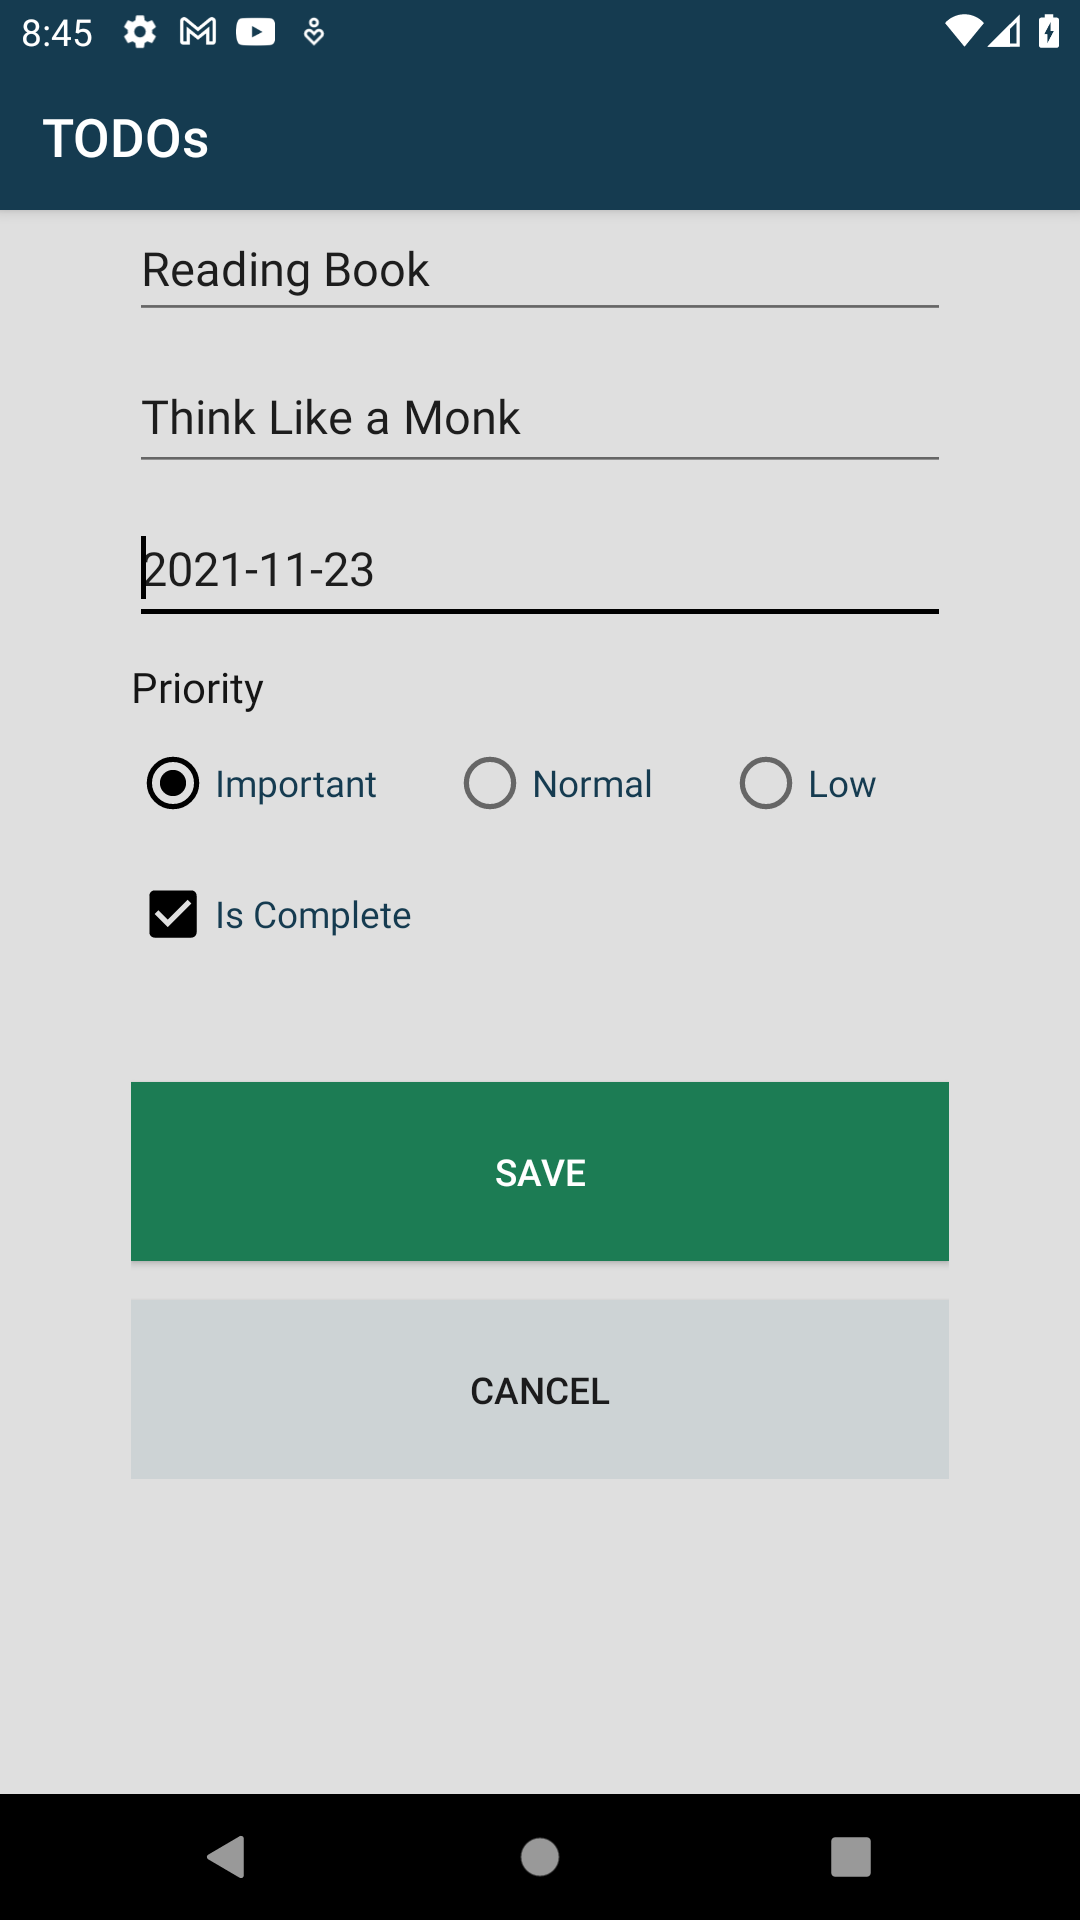 8:45
TODOs
Reading Book
Think Like a Monk
2021-11-23
Priority
Important Normal Low
Is Complete
SAVE
CANCEL